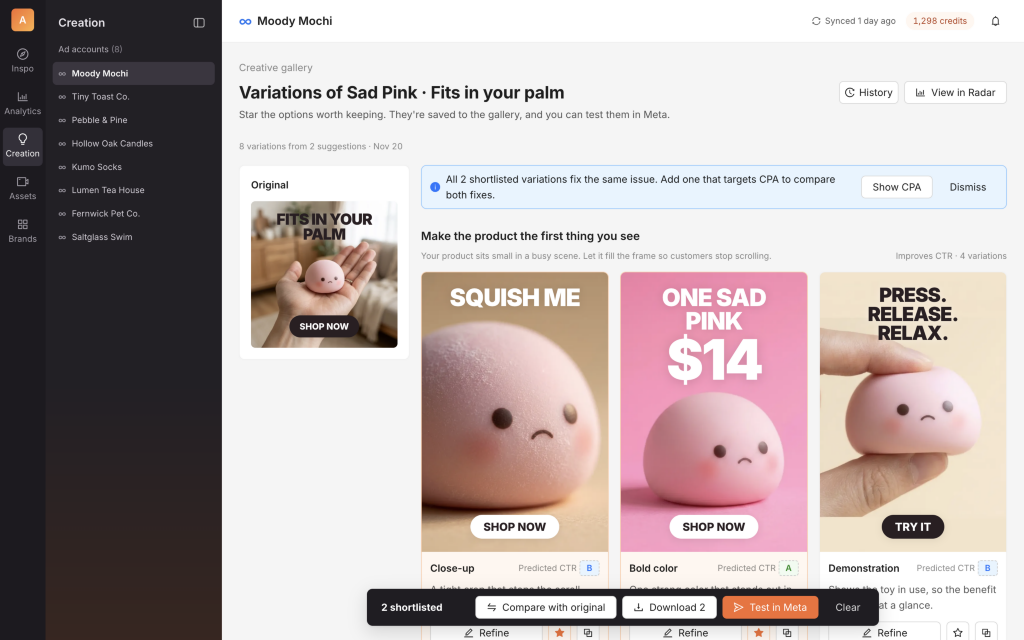 A
Inspo
Analytics
Creation
Assets
Brands
Creation
Ad accounts (8)
Moody Mochi
Tiny Toast Co.
Pebble & Pine
Hollow Oak Candles
Kumo Socks
Lumen Tea House
Fernwick Pet Co.
Saltglass Swim
Moody Mochi
Synced 1 day ago
1,298 credits
Creative gallery
Variations of Sad Pink · Fits in your palm
Star the options worth keeping. They're saved to the gallery, and you can test them in Meta.
History
View in Radar
8 variations from 2 suggestions · Nov 20
Original
FITS IN YOUR
PALM
SHOP NOW
All 2 shortlisted variations fix the same issue. Add one that targets CPA to compare
both fixes.
Show CPA
Dismiss
Make the product the first thing you see
Your product sits small in a busy scene. Let it fill the frame so customers stop scrolling.
Improves CTR · 4 variations
SQUISH ME
SHOP NOW
ONE SAD
PINK
$14
SHOP NOW
PRESS.
RELEASE.
RELAX.
TRY IT
Close-up
Predicted CTR B
Bold color
Predicted CTR A
Demonstration
Predicted CTR B
toy in use, so the benefit
at a glance.
2 shortlisted
Compare with original
Download 2
Test in Meta
Clear
Refine
Refine
Refine